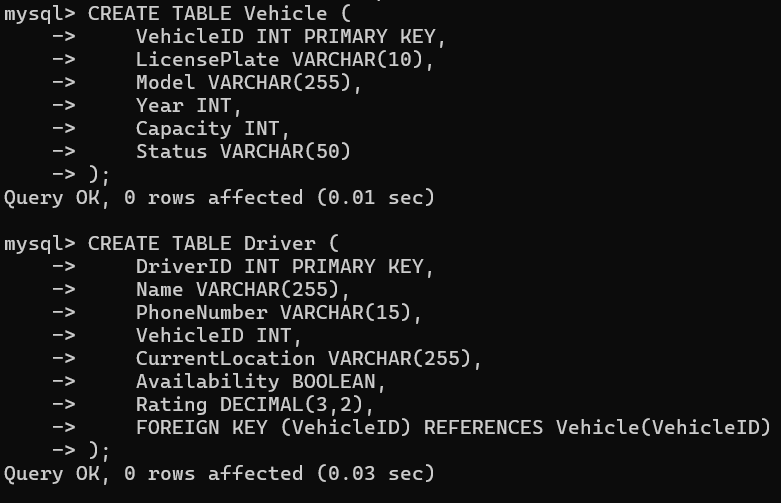 mysql> CREATE TABLE Vehicle (
    ->     VehicleID INT PRIMARY KEY,
    ->     LicensePlate VARCHAR(10),
    ->     Model VARCHAR(255),
    ->     Year INT,
    ->     Capacity INT,
    ->     Status VARCHAR(50)
    -> );
Query OK, 0 rows affected (0.01 sec)

mysql> CREATE TABLE Driver (
    ->     DriverID INT PRIMARY KEY,
    ->     Name VARCHAR(255),
    ->     PhoneNumber VARCHAR(15),
    ->     VehicleID INT,
    ->     CurrentLocation VARCHAR(255),
    ->     Availability BOOLEAN,
    ->     Rating DECIMAL(3,2),
    ->     FOREIGN KEY (VehicleID) REFERENCES Vehicle(VehicleID)
    -> );
Query OK, 0 rows affected (0.03 sec)